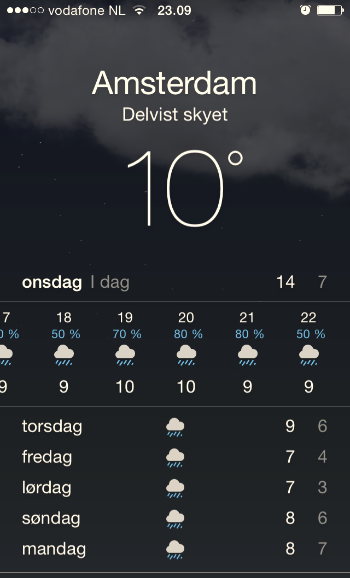 vodafone NL 23.09
Amsterdam
Delvist skyet
10°
onsdag I dag 14 7
7 18 19 20 21 22
0 % 50 % 70 % 80 % 80 % 50 %
9 9 10 10 9 9
torsdag 9 6
fredag 7 4
lørdag 7 3
søndag 8 6
mandag 8 7